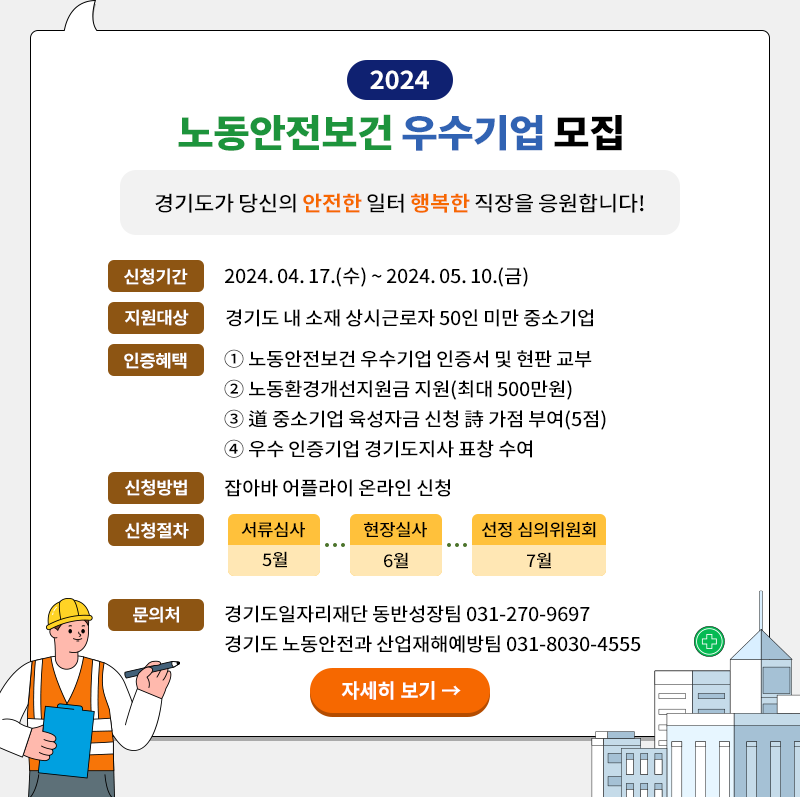 2024
노동안전보건 우수기업 모집
경기도가 당신의 안전한 일터 행복한 직장을 응원합니다!
신청기간 2024. 04. 17.(수) ~ 2024. 05. 10.(금)
지원대상 경기도 내 소재 상시근로자 50인 미만 중소기업
인증혜택 ① 노동안전보건 우수기업 인증서 및 현판 교부
② 노동환경개선지원금 지원(최대 500만원)
③ 道 중소기업 육성자금 신청 詩 가점 부여(5점)
④ 우수 인증기업 경기도지사 표창 수여
신청방법 잡아바 어플라이 온라인 신청
신청절차 서류심사 ··· 현장실사 ··· 선정 심의위원회
5월 6월 7월
문의처 경기도일자리재단 동반성장팀 031-270-9697
경기도 노동안전과 산업재해예방팀 031-8030-4555
자세히 보기 →